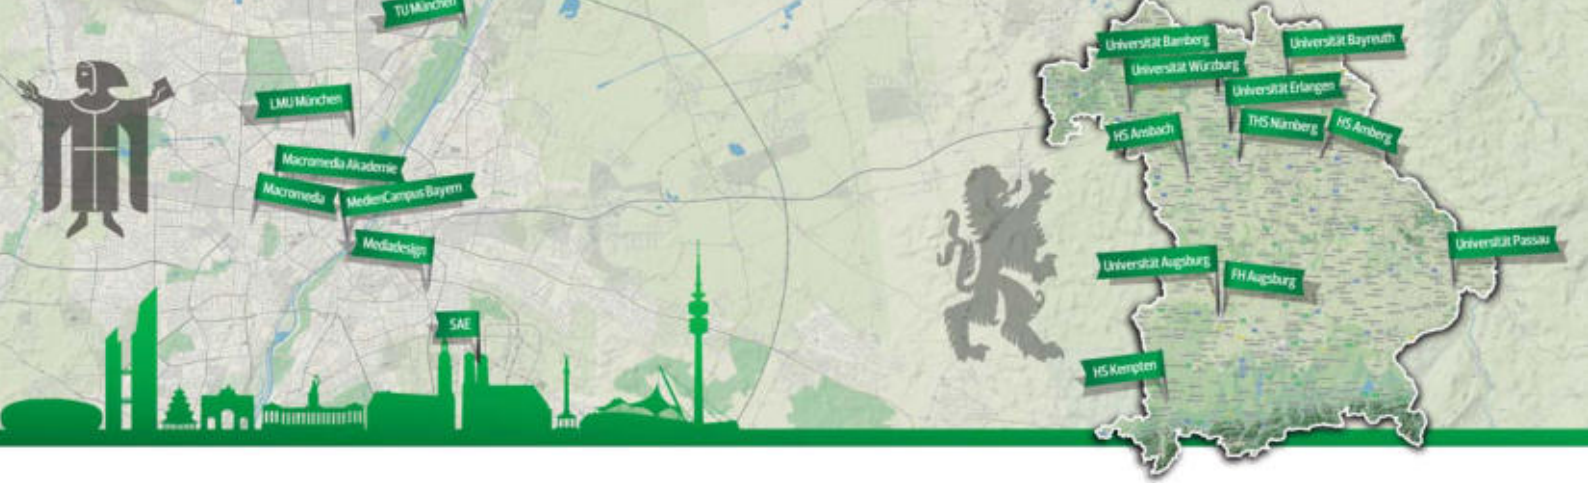 TU München
LMU München
Macromedia Akademie
Macromedia
MedienCampus Bayern
Mediadesign
SAE
Universität Bamberg
Universität Bayreuth
Universität Würzburg
Universität Erlangen
HS Ansbach
THS Nürnberg
HS Amberg
Universität Passau
Universität Augsburg
FH Augsburg
HS Kempten